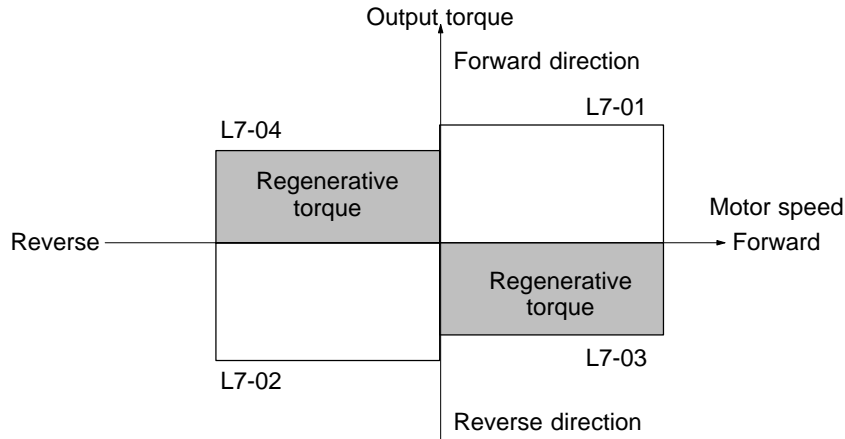 Output torque
Forward direction
L7-01
L7-04
Regenerative
torque
Motor speed
Reverse
Forward
Regenerative
torque
L7-03
L7-02
Reverse direction